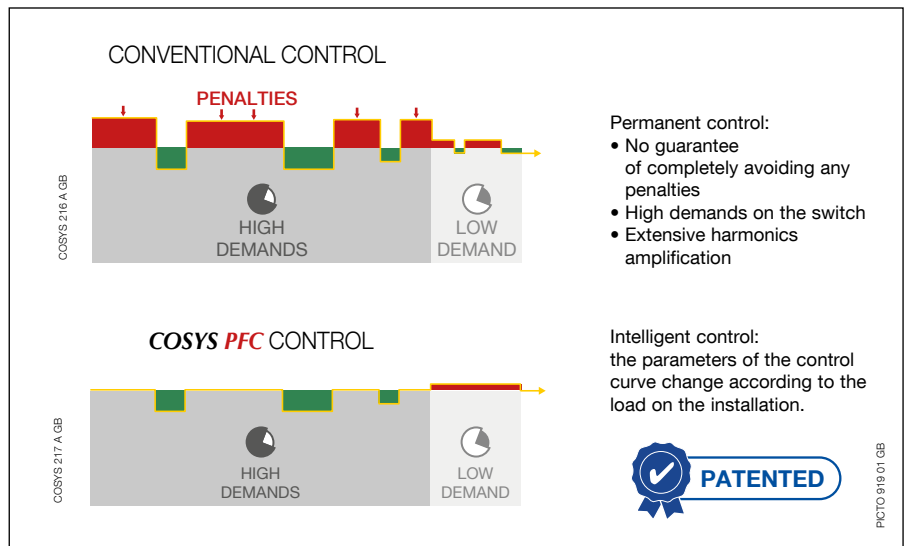 CONVENTIONAL CONTROL
PENALTIES
HIGH
DEMANDS
LOW
DEMAND
COSYS 216 A GB
Permanent control:
• No guarantee
of completely avoiding any
penalties
• High demands on the switch
• Extensive harmonics
amplification
COSYS PFC CONTROL
HIGH
DEMANDS
LOW
DEMAND
COSYS 217 A GB
Intelligent control:
the parameters of the control
curve change according to the
load on the installation.
PATENTED
PICTO 919 01 GB